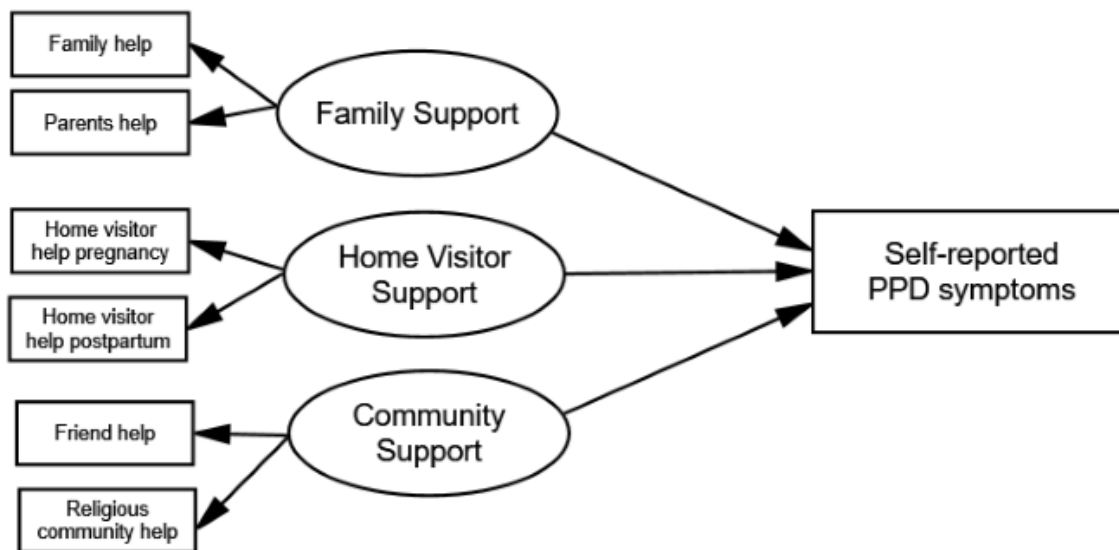 Family help
Parents help
Family Support
Home visitor
help pregnancy
Home visitor
help postpartum
Home Visitor
Support
Friend help
Religious
community help
Community
Support
Self-reported
PPD symptoms